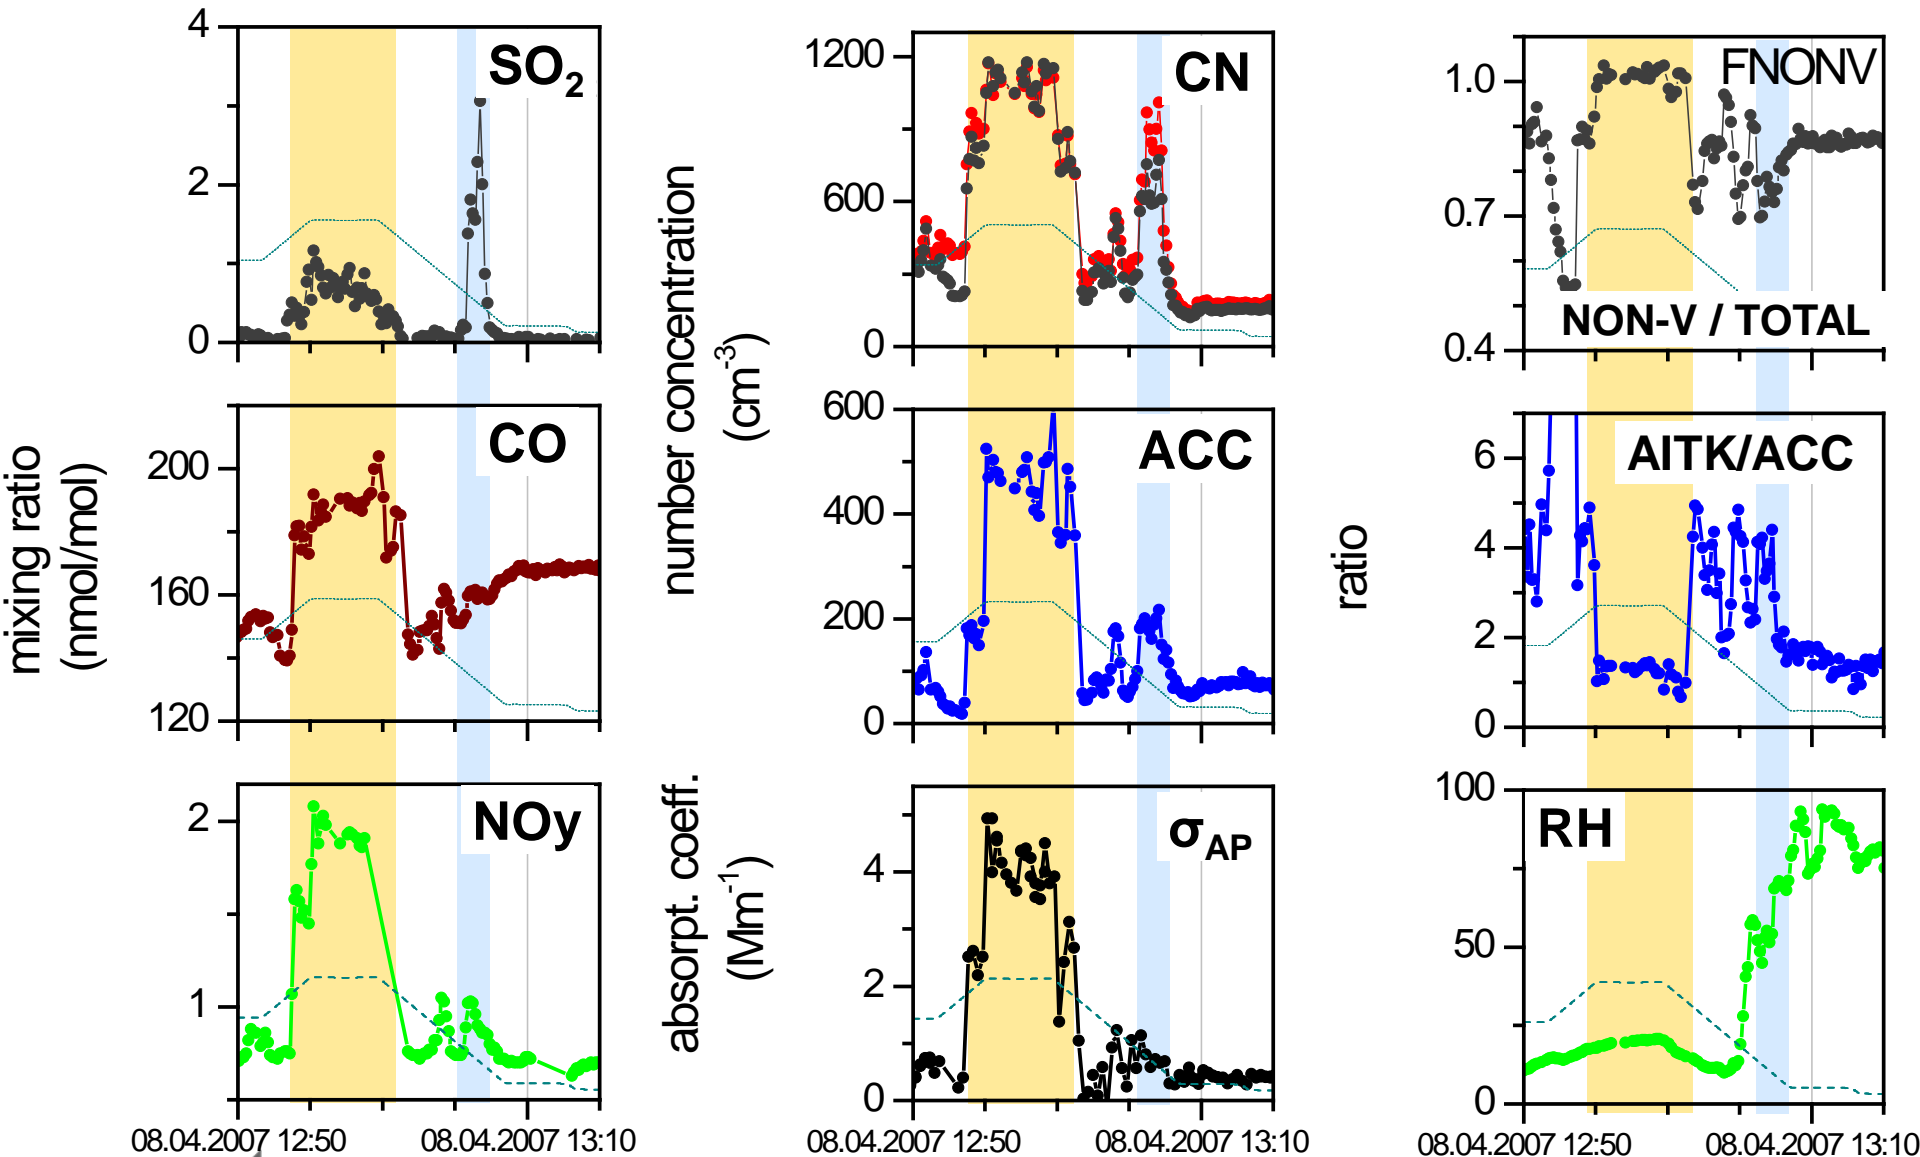 SO2
4
2
0
CO
200
160
120
mixing ratio
(nmol/mol)
NOy
2
1
08.04.2007 12:50
08.04.2007 13:10
CN
1200
600
0
number concentration
(cm-3)
ACC
600
400
200
0
σAP
4
2
0
absorpt. coeff.
(Mm-1)
08.04.2007 12:50
08.04.2007 13:10
FNONV
1.0
0.7
0.4
NON-V / TOTAL
AITK/ACC
6
4
2
0
ratio
RH
100
50
0
08.04.2007 12:50
08.04.2007 13:10